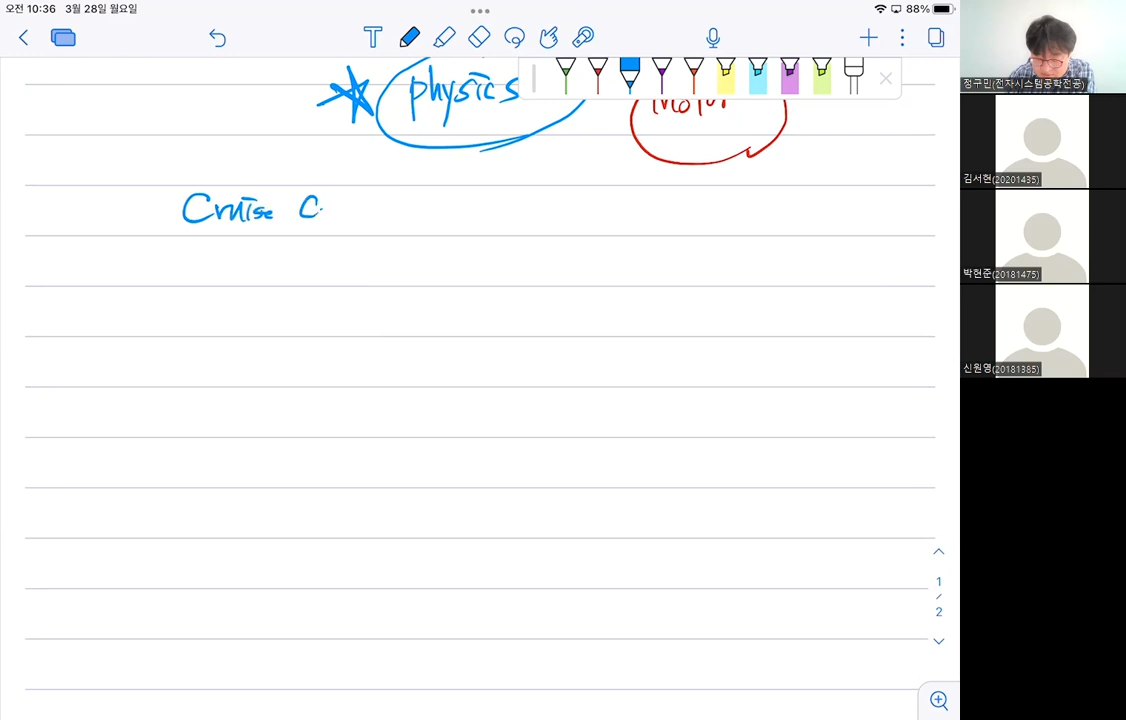 오전 10:36 3월 28일 월요일
88%
physics
motor
Cruise C
1
/
2
정구민(전자시스템공학전공)
김서현(20201435)
박현준(20181475)
신원영(20181385)